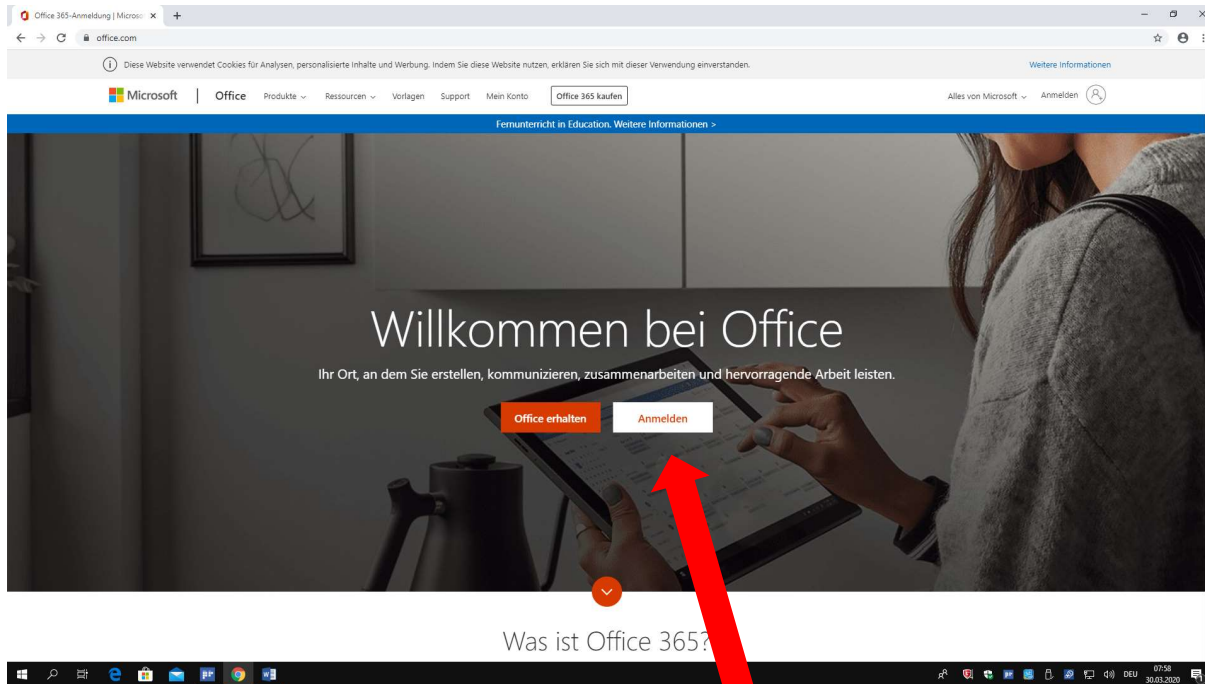 Office 365-Anmeldung | Microso
office.com
Diese Website verwendet Cookies für Analysen, personalisierte Inhalte und Werbung. Indem Sie diese Website nutzen, erklären Sie sich mit dieser Verwendung einverstanden. Weitere Informationen
Microsoft | Office Produkte Ressourcen Vorlagen Support Mein Konto Office 365 kaufen Alles von Microsoft Anmelden
Fernunterricht in Education. Weitere Informationen >
Willkommen bei Office
Ihr Ort, an dem Sie erstellen, kommunizieren, zusammenarbeiten und hervorragende Arbeit leisten.
Office erhalten Anmelden
Was ist Office 365?
DEU 07:58
30.03.2020